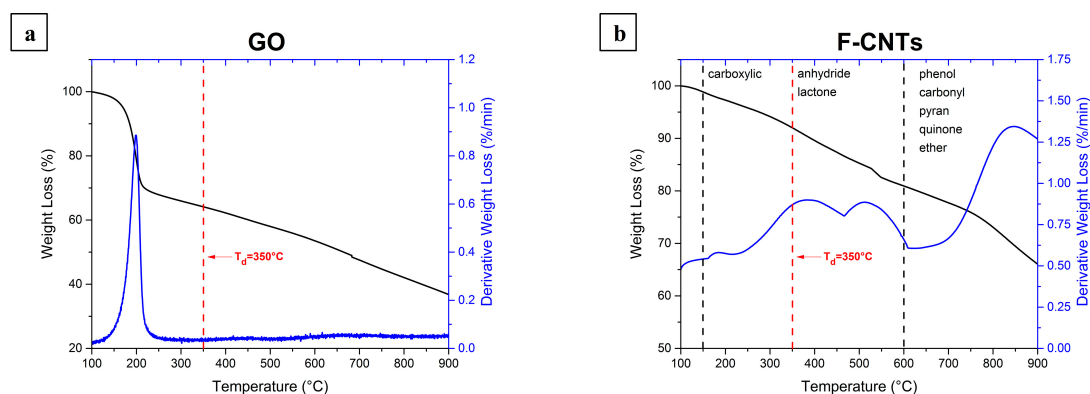 a
GO
Weight Loss (%)
100
80
60
40
20
1.2
1.0
0.8
0.6
0.4
0.2
0.0
Derivative Weight Loss (%/min)
Td=350°C
100 200 300 400 500 600 700 800 900
Temperature (°C)
b
F-CNTs
Weight Loss (%)
100
90
80
70
60
50
carboxylic
anhydride
lactone
phenol
carbonyl
pyran
quinone
ether
1.75
1.50
1.25
1.00
0.75
0.50
0.25
0.00
Derivative Weight Loss (%/min)
Td=350°C
100 200 300 400 500 600 700 800 900
Temperature (°C)